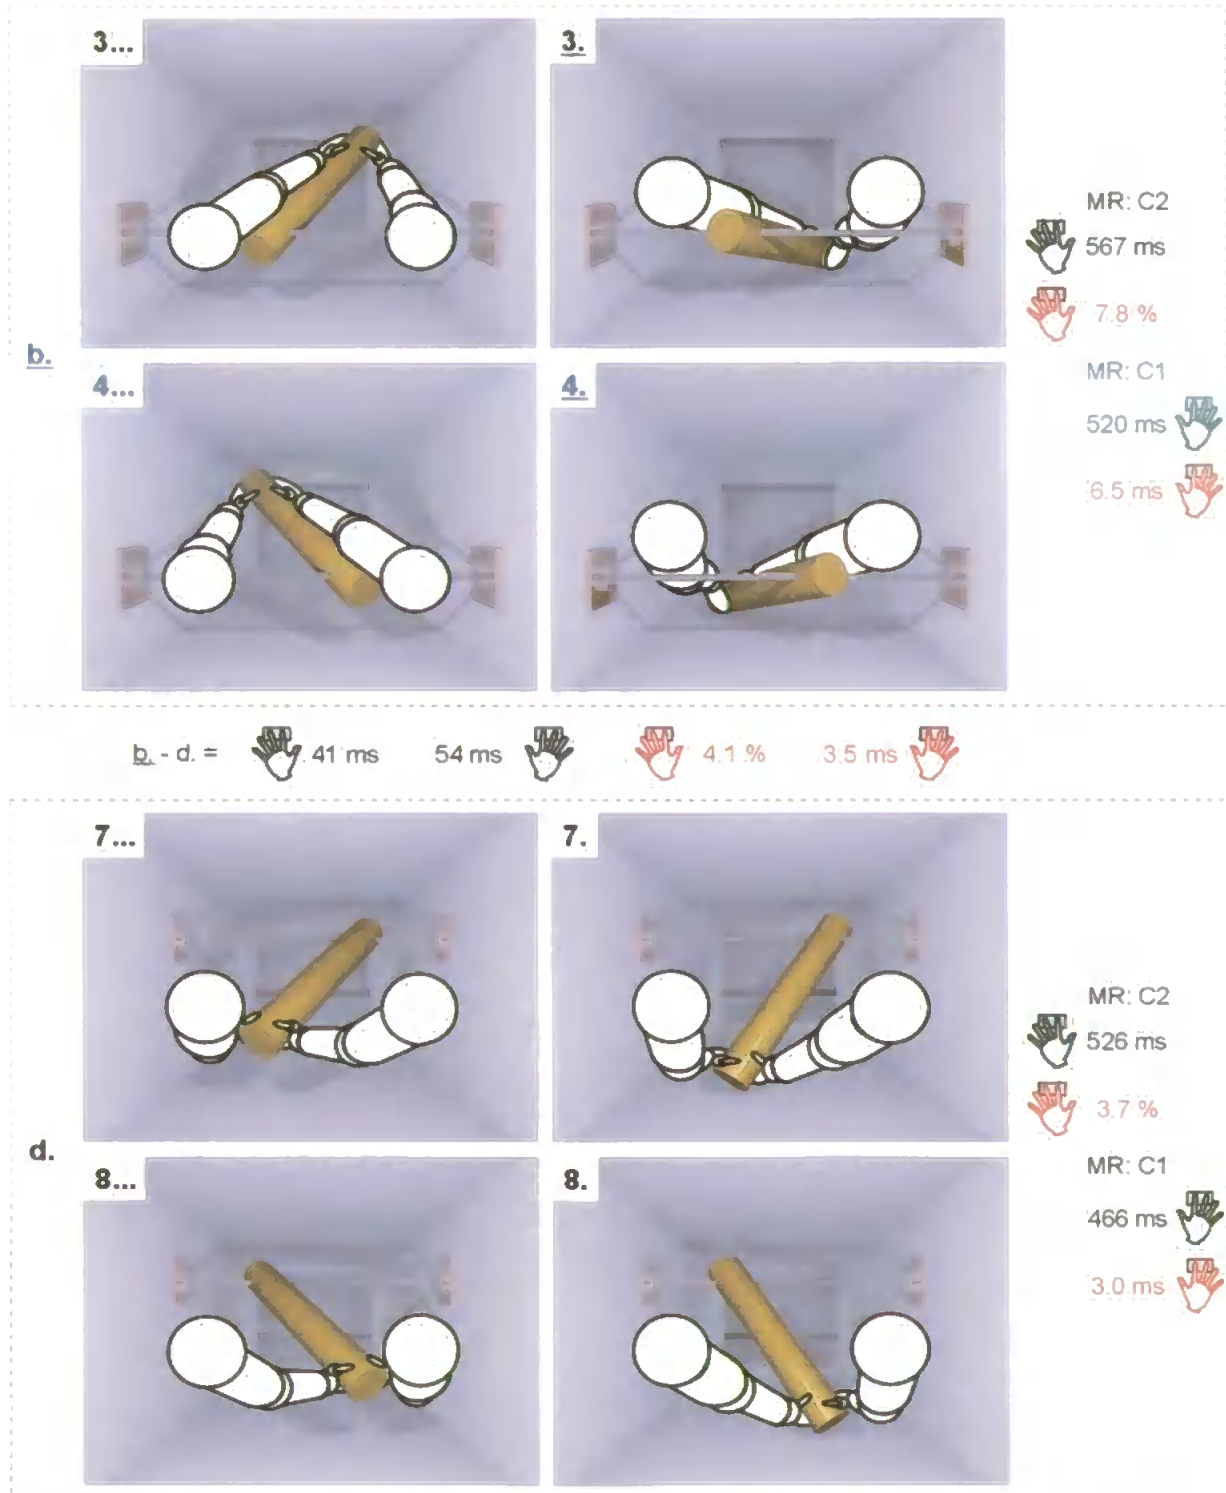 3...
3.
MR: C2
567 ms
7.8 %
b.
MR: C1
4...
4.
520 ms
6.5 ms
b. - d. = 41 ms 54 ms 4.1 % 3.5 ms
7...
7.
MR: C2
526 ms
3.7 %
d.
MR: C1
8...
8.
466 ms
3.0 ms